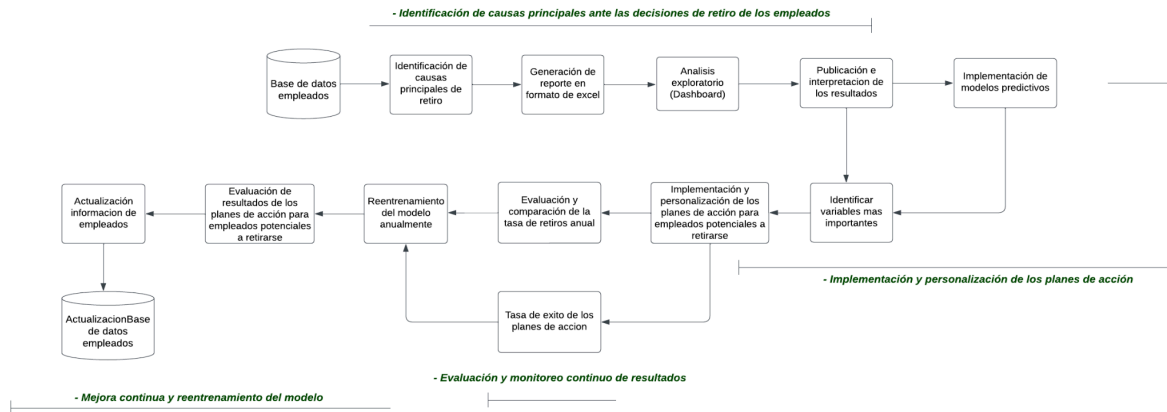 - Identificación de causas principales ante las decisiones de retiro de los empleados
Base de datos
empleados
Identificación de
causas
principales de
retiro
Generación de
reporte en
formato de excel
Analisis
exploratorio
(Dashboard)
Publicación e
interpretacion de
los resultados
Implementación de
modelos predictivos
Actualización
informacion de
empleados
Evaluación de
resultados de los
planes de acción para
empleados potenciales
a retirarse
Reentrenamiento
del modelo
anualmente
Evaluación y
comparación de la
tasa de retiros anual
Implementación y
personalización de los
planes de acción para
empleados potenciales a
retirarse
Identificar
variables mas
importantes
- Implementación y personalización de los planes de acción
ActualizacionBase
de datos
empleados
Tasa de exito de los
planes de accion
- Evaluación y monitoreo continuo de resultados
- Mejora continua y reentrenamiento del modelo